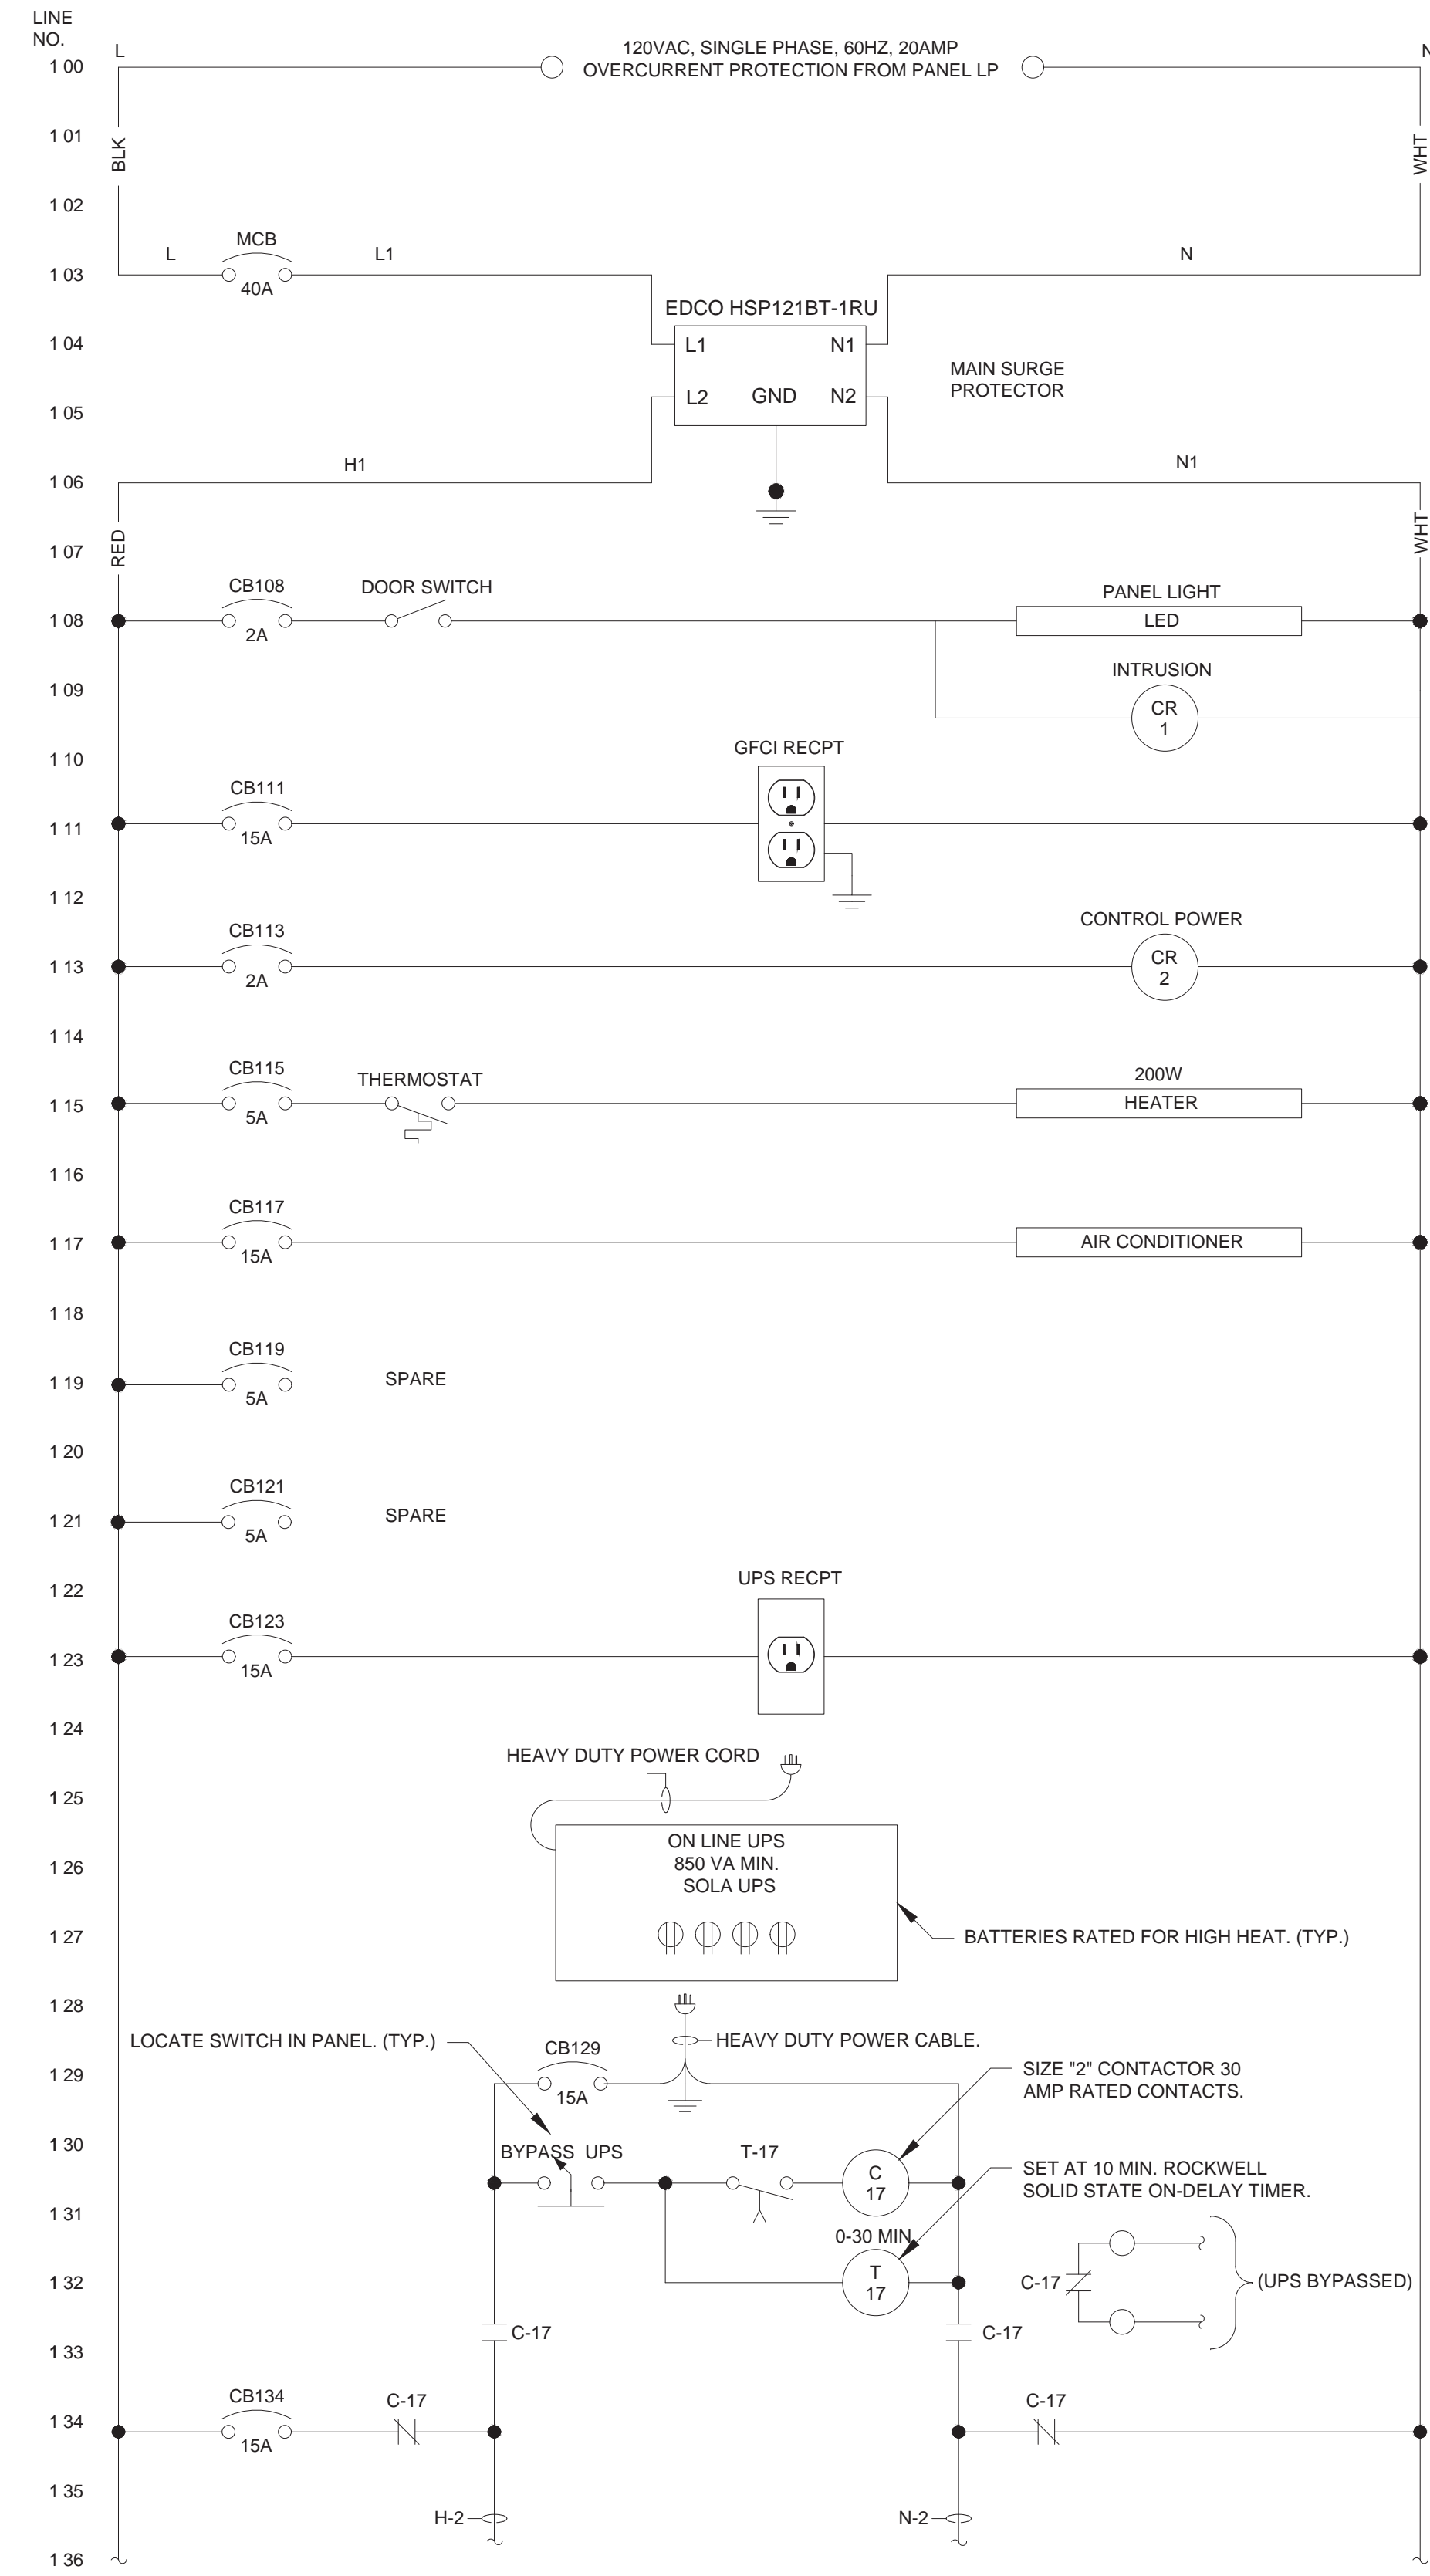 LINE
NO.
L
120VAC, SINGLE PHASE, 60HZ, 20AMP
OVERCURRENT PROTECTION FROM PANEL LP
N
1 00
1 01
BLK
WHT
1 02
MCB
L
L1
N
1 03
40A
EDCO HSP121BT-1RU
1 04
L1
N1
MAIN SURGE
PROTECTOR
L2
GND
N2
1 05
H1
N1
1 06
RED
WHT
1 07
CB108
DOOR SWITCH
PANEL LIGHT
1 08
2A
LED
INTRUSION
1 09
CR
1
GFCI RECPT
1 10
CB111
1 11
15A
1 12
CONTROL POWER
CB113
1 13
2A
CR
2
1 14
CB115
THERMOSTAT
200W
1 15
5A
HEATER
1 16
CB117
1 17
15A
AIR CONDITIONER
1 18
CB119
1 19
5A
SPARE
1 20
CB121
1 21
5A
SPARE
UPS RECPT
1 22
CB123
1 23
15A
1 24
HEAVY DUTY POWER CORD
1 25
ON LINE UPS
850 VA MIN.
SOLA UPS
1 26
1 27
BATTERIES RATED FOR HIGH HEAT. (TYP.)
1 28
LOCATE SWITCH IN PANEL. (TYP.)
HEAVY DUTY POWER CABLE.
CB129
1 29
15A
SIZE "2" CONTACTOR 30
AMP RATED CONTACTS.
1 30
BYPASS UPS
T-17
C
17
SET AT 10 MIN. ROCKWELL
SOLID STATE ON-DELAY TIMER.
1 31
0-30 MIN
1 32
T
17
C-17
(UPS BYPASSED)
C-17
C-17
1 33
CB134
C-17
C-17
1 34
15A
1 35
H-2
N-2
1 36